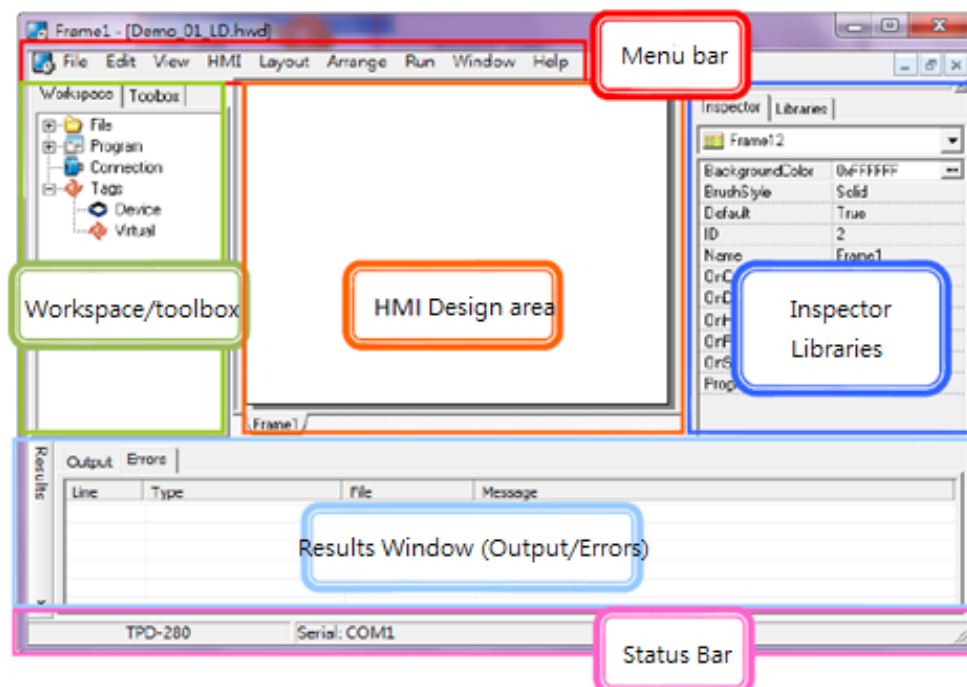 Frame1 - [Demo_01_LD.hwd]
File Edit View HMI Layout Arrange Run Window Help
Menu bar
Workspace Toolbox
File
Program
Connection
Tags
Device
Virtual
Workspace/toolbox
HMI Design area
Frame1
Inspector Libraries
Frame12
BackgroundColor 0xFFFFFF
BrushStyle Solid
Default True
ID 2
Name Frame1
Inspector
Libraries
Results
Output Errors
Line Type File Message
Results Window (Output/Errors)
TPD-280 Serial: COM1
Status Bar